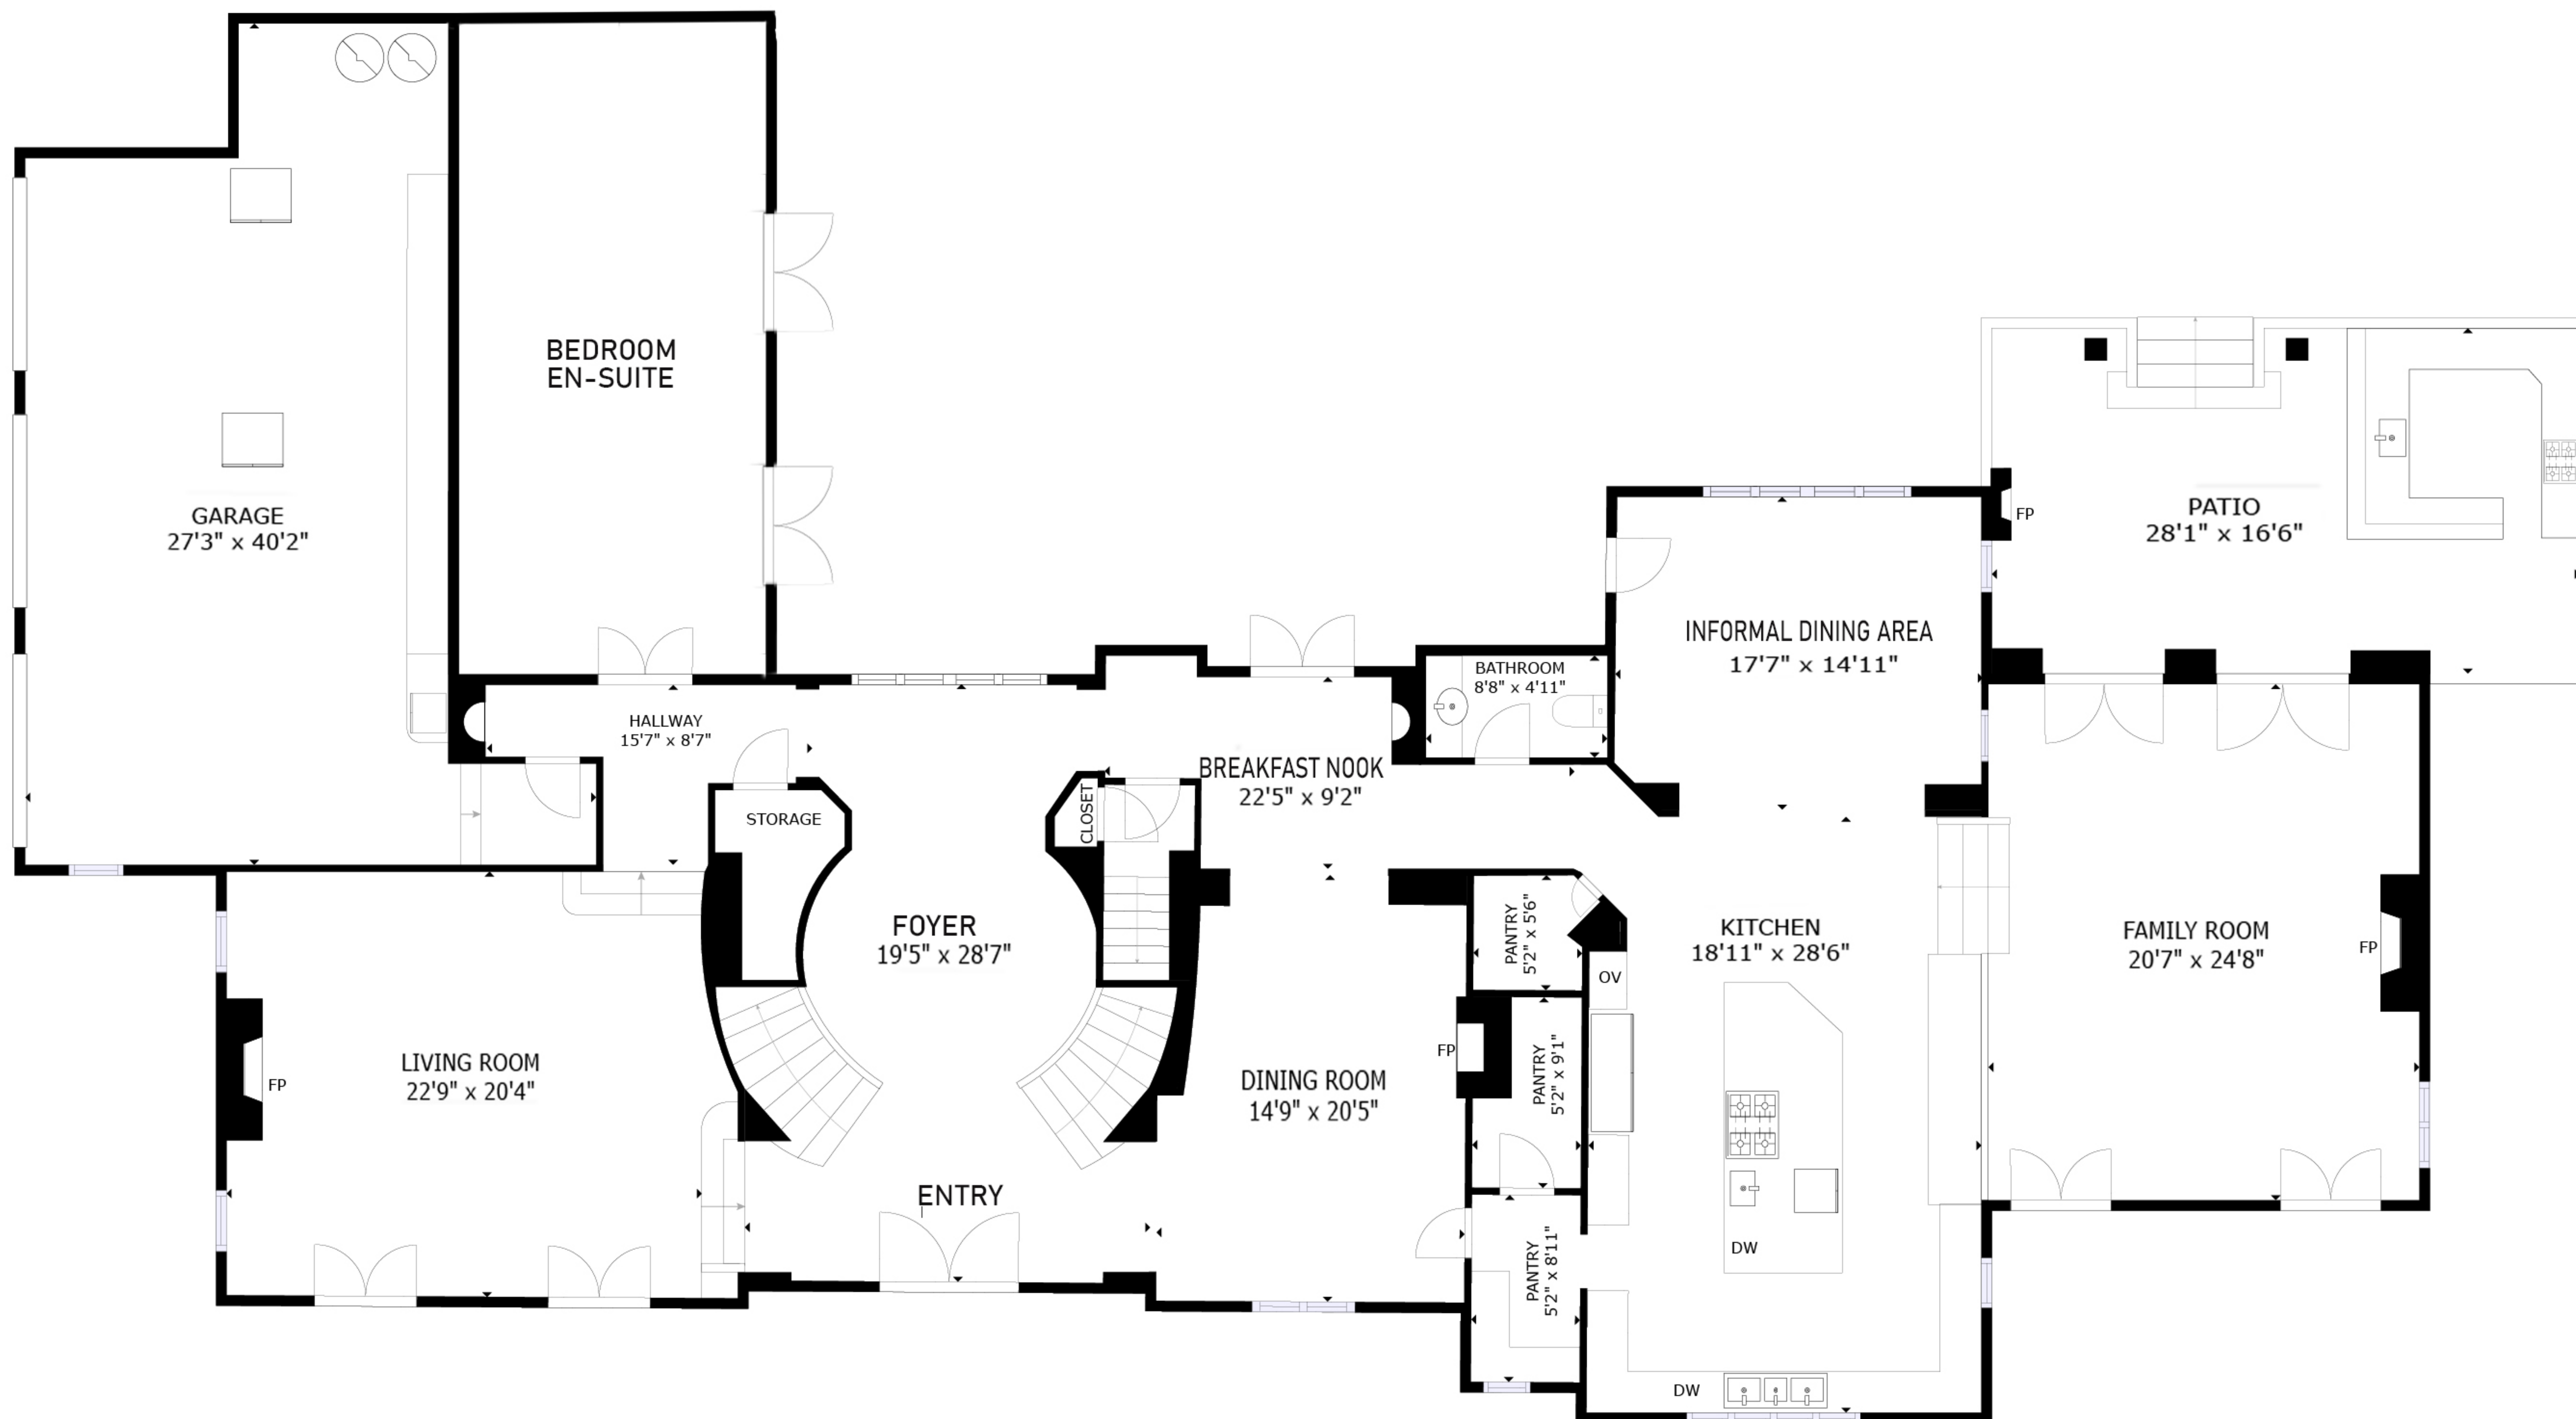 BEDROOM
EN-SUITE
GARAGE
27'3" x 40'2"
PATIO
28'1" x 16'6"
FP
INFORMAL DINING AREA
17'7" x 14'11"
BATHROOM
8'8" x 4'11"
HALLWAY
15'7" x 8'7"
BREAKFAST NOOK
22'5" x 9'2"
STORAGE
CLOSET
FOYER
19'5" x 28'7"
PANTRY
5'2" x 5'6"
OV
KITCHEN
18'11" x 28'6"
FAMILY ROOM
20'7" x 24'8"
FP
LIVING ROOM
22'9" x 20'4"
FP
DINING ROOM
14'9" x 20'5"
FP
PANTRY
5'2" x 9'1"
ENTRY
PANTRY
5'2" x 8'11"
DW
DW